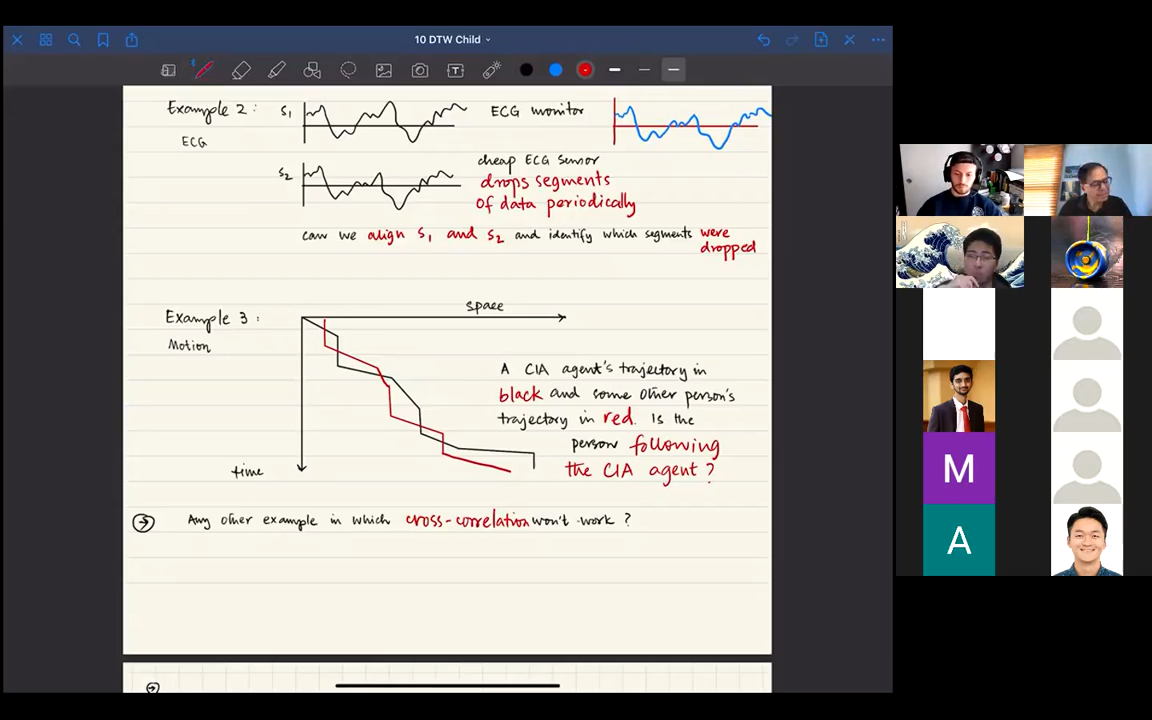 10 DTW Child
Example 2:
S1
ECG monitor
ECG
S2
cheap ECG sensor
drops segments
of data periodically
can we align S1 and S2 and identify which segments were
dropped
Example 3:
space
Motion
A CIA agent's trajectory in
black and some other person's
trajectory in red. Is the
person following
the CIA agent?
time
Any other example in which cross-correlation won't work?
M
A